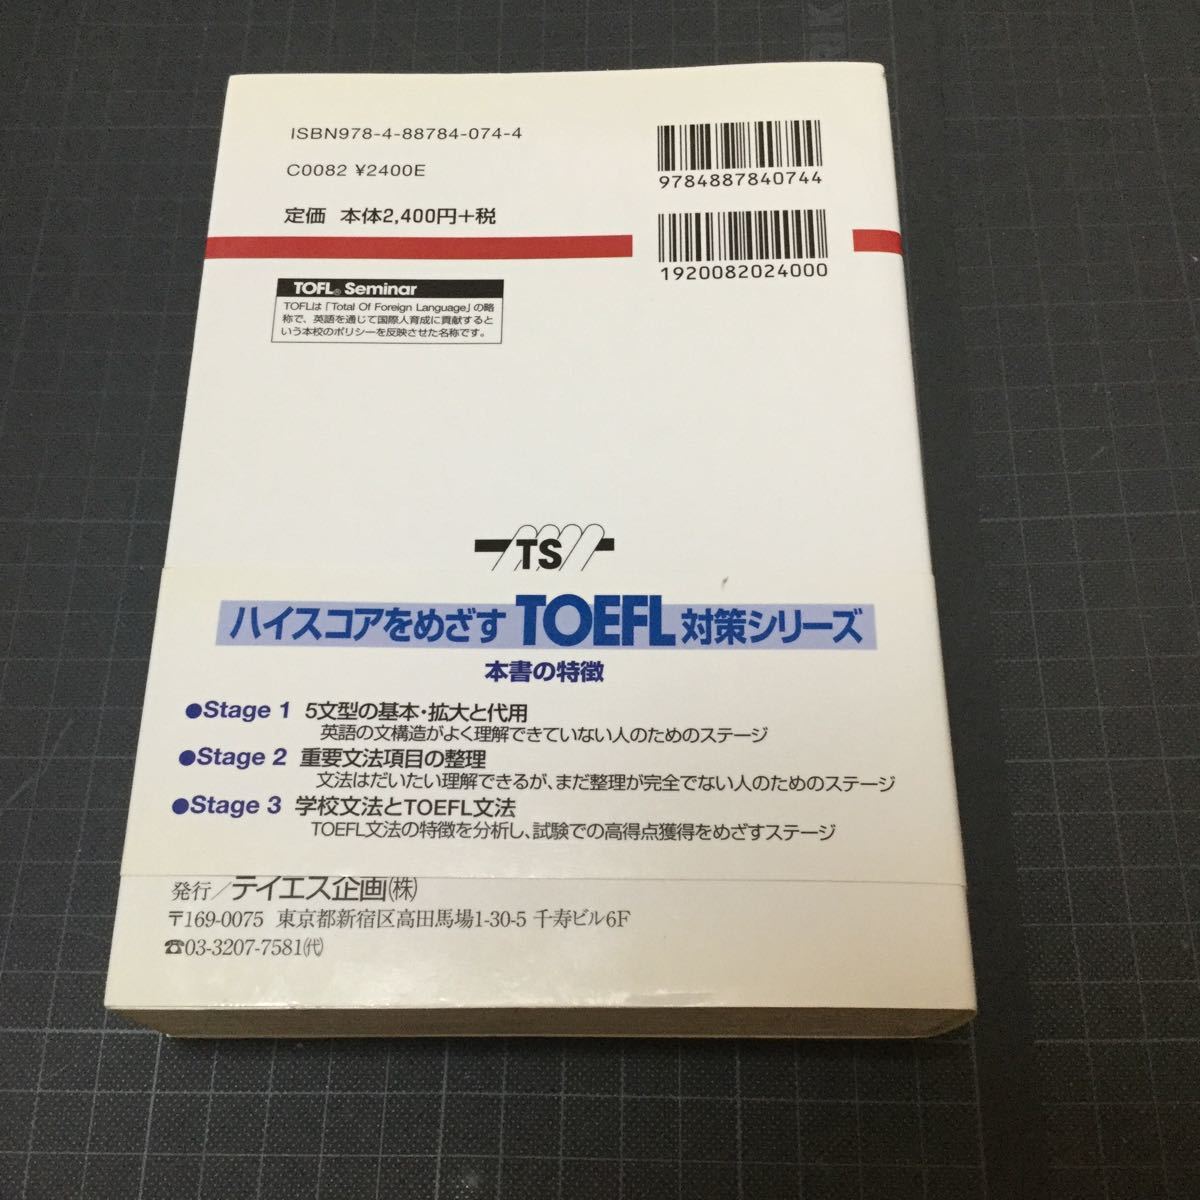 ISBN978-4-88784-074-4
C0082 ¥2400E
定価 本体2,400円+税
9784887840744
1920082024000
TOFL® Seminar
TOFLは「Total Of Foreign Language」の略
称で、英語を通じて国際人育成に貢献すると
いう本校のポリシーを反映させた名称です。
TS
ハイスコアをめざす TOEFL 対策シリーズ
本書の特徴
●Stage 1 5文型の基本・拡大と代用
英語の文構造がよく理解できていない人のためのステージ
●Stage 2 重要文法項目の整理
文法はだいたい理解できるが、まだ整理が完全でない人のためのステージ
●Stage 3 学校文法とTOEFL文法
TOEFL文法の特徴を分析し、試験での高得点獲得をめざすステージ
発行/テイエス企画(株)
〒169-0075 東京都新宿区高田馬場1-30-5 千寿ビル6F
☎03-3207-7581(代)